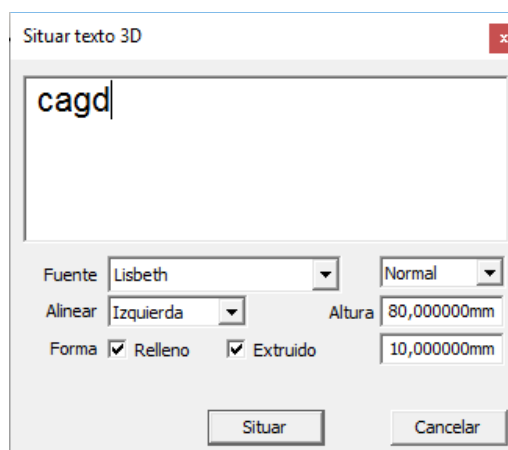 Situar texto 3D x
cagd
Fuente Lisbeth Normal
Alinear Izquierda Altura 80,000000mm
Forma Relleno Extruido 10,000000mm
Situar Cancelar